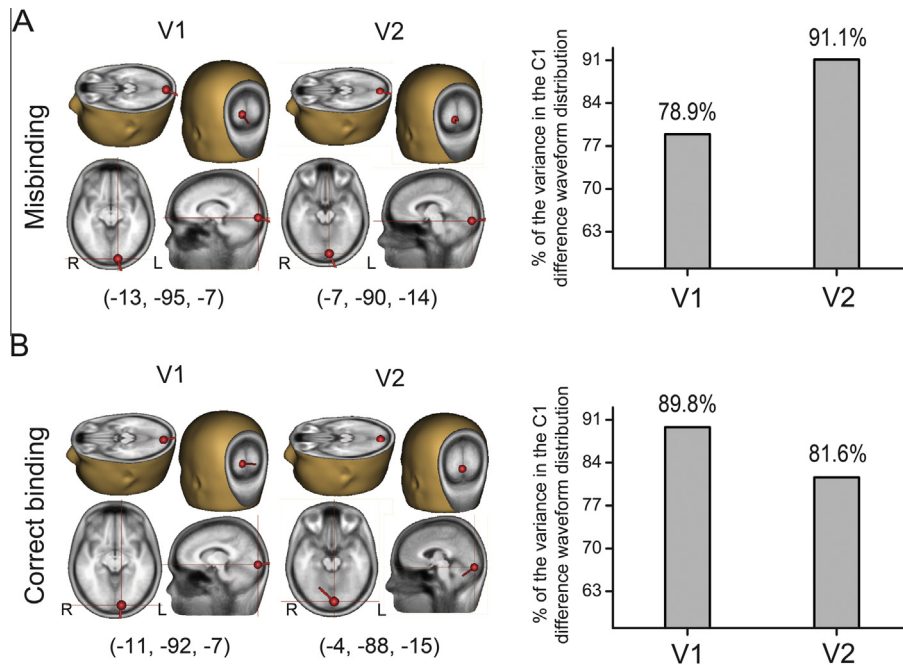 A
V1
V2
Misbinding
R
L
R
L
(-13, -95, -7)
(-7, -90, -14)
% of the variance in the C1
difference waveform distribution
91
84
77
70
63
78.9%
91.1%
V1
V2
B
V1
V2
Correct binding
R
L
R
L
(-11, -92, -7)
(-4, -88, -15)
% of the variance in the C1
difference waveform distribution
91
84
77
70
63
89.8%
81.6%
V1
V2